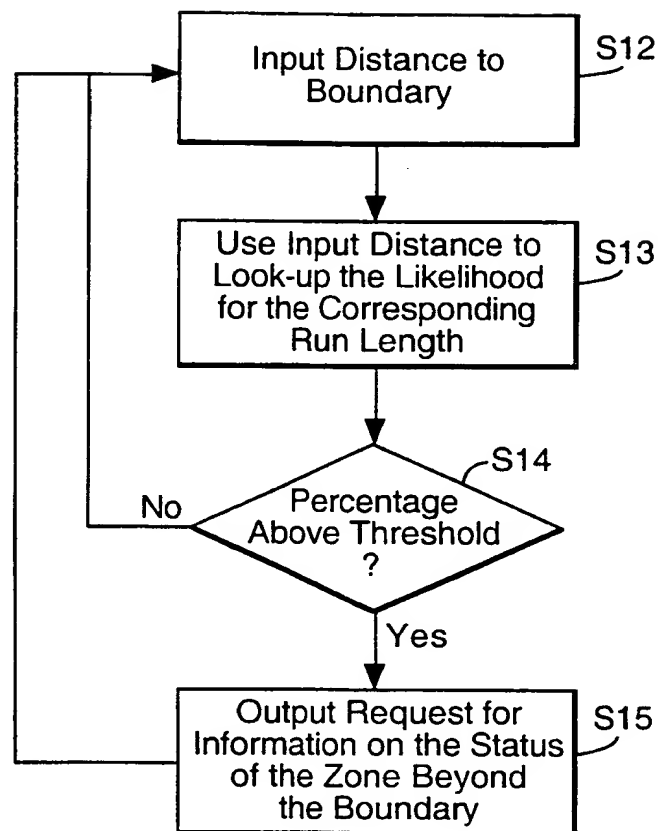 Input Distance to
Boundary
S12
Use Input Distance to
Look-up the Likelihood
for the Corresponding
Run Length
S13
S14
No
Percentage
Above Threshold
?
Yes
Output Request for
Information on the Status
of the Zone Beyond
the Boundary
S15